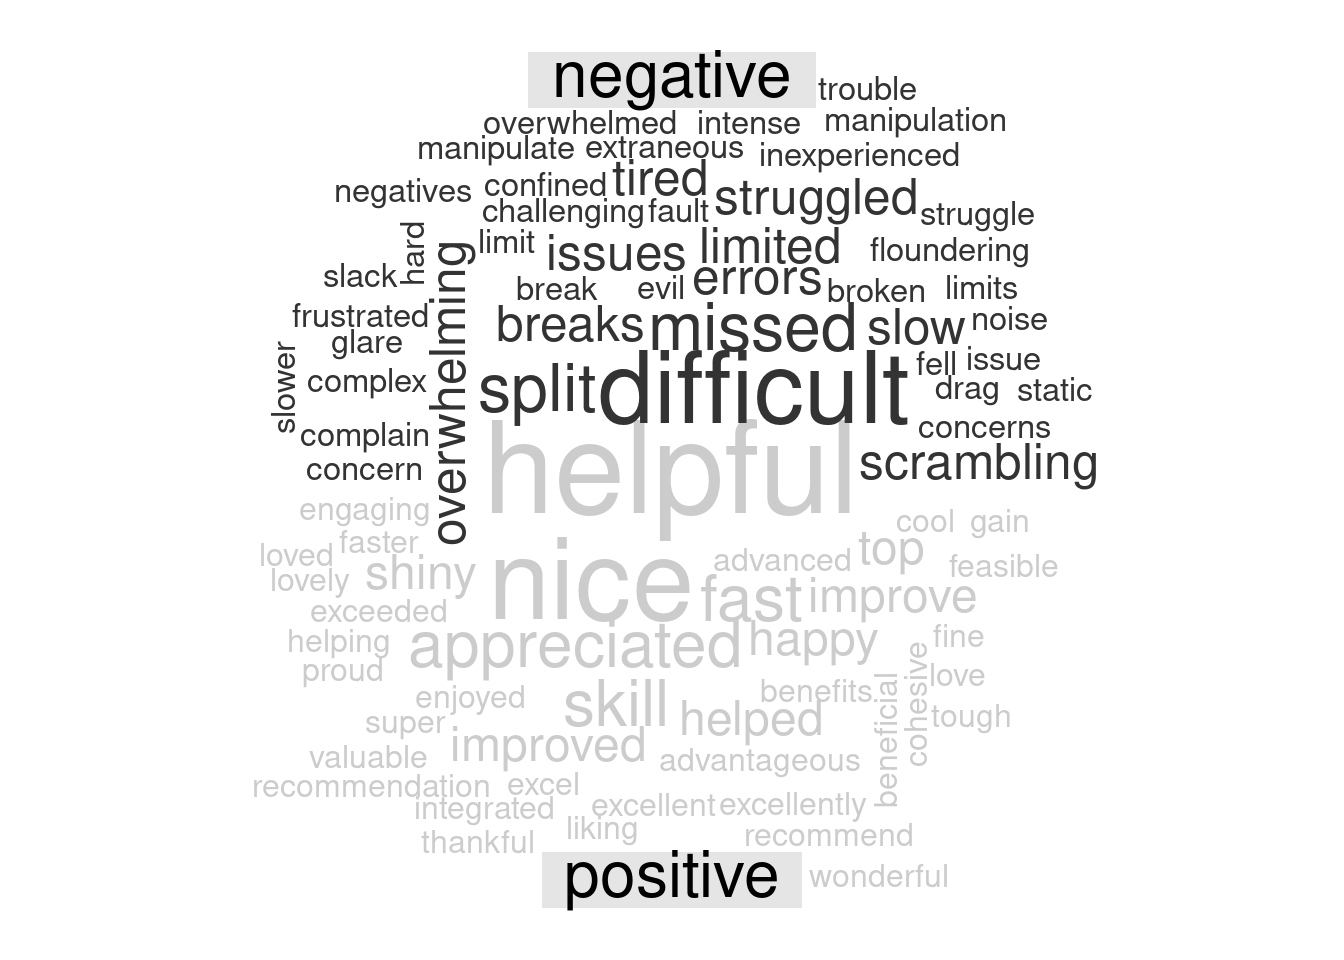 negative
trouble
overwhelmed intense manipulation
manipulate extraneous inexperienced
negatives confined tired struggled
challenging fault struggle
hard limit issues limited floundering
slack break evil errors broken limits
frustrated overwhelming breaks missed slow noise
glare
slower complex split difficult fell issue
drag static
complain concerns
concern helpful scrambling
engaging cool gain
loved faster advanced top feasible
lovely shiny nice fast improve
exceeded
helping appreciated happy fine
proud cohesive love
enjoyed skill benefits beneficial
super helped tough
valuable improved advantageous
recommendation excel
integrated excellent excellently
thankful liking recommend
positive wonderful